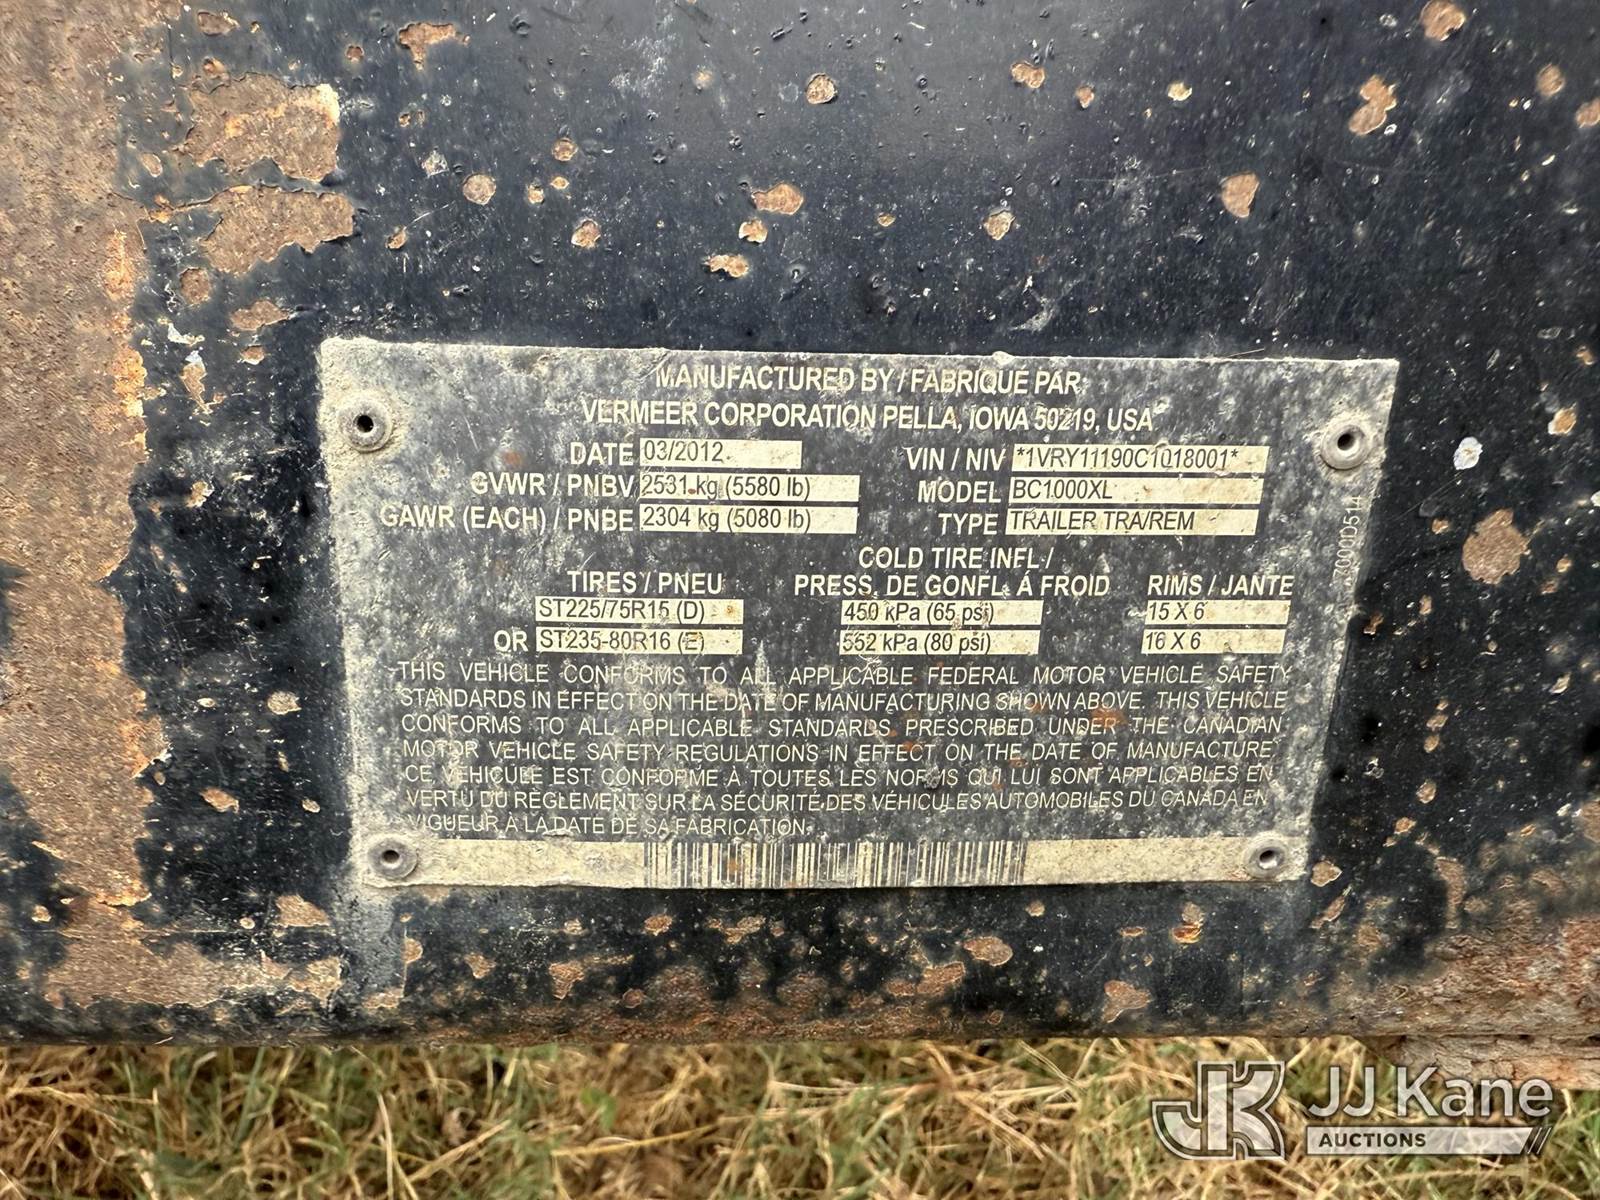 MANUFACTURED BY / FABRIQUÉ PAR
VERMEER CORPORATION PELLA, IOWA 50219, USA
DATE 03/2012 VIN / NIV *1VRY11190C1018001*
GVWR / PNBV 2531 kg (5580 lb) MODEL BC1000XL
GAWR (EACH) / PNBE 2304 kg (5080 lb) TYPE TRAILER TRA/REM
COLD TIRE INFL /
TIRES / PNEU PRESS. DE GONFL. Á FROID RIMS / JANTE
ST225/75R15 (D) 450 kPa (65 psi) 15 X 6
OR ST235-80R16 (E) 552 kPa (80 psi) 16 X 6
THIS VEHICLE CONFORMS TO ALL APPLICABLE FEDERAL MOTOR VEHICLE SAFETY
STANDARDS IN EFFECT ON THE DATE OF MANUFACTURING SHOWN ABOVE. THIS VEHICLE
CONFORMS TO ALL APPLICABLE STANDARDS PRESCRIBED UNDER THE CANADIAN
MOTOR VEHICLE SAFETY REGULATIONS IN EFFECT ON THE DATE OF MANUFACTURE.
CE VÉHICULE EST CONFORME À TOUTES LES NORMS QUI LUI SONT APPLICABLES EN
VERTU DU RÈGLEMENT SUR LA SÉCURITÉ DES VÉHICULES AUTOMOBILES DU CANADA EN
VIGUEUR À LA DATE DE SA FABRICATION.
JK JJ Kane
AUCTIONS